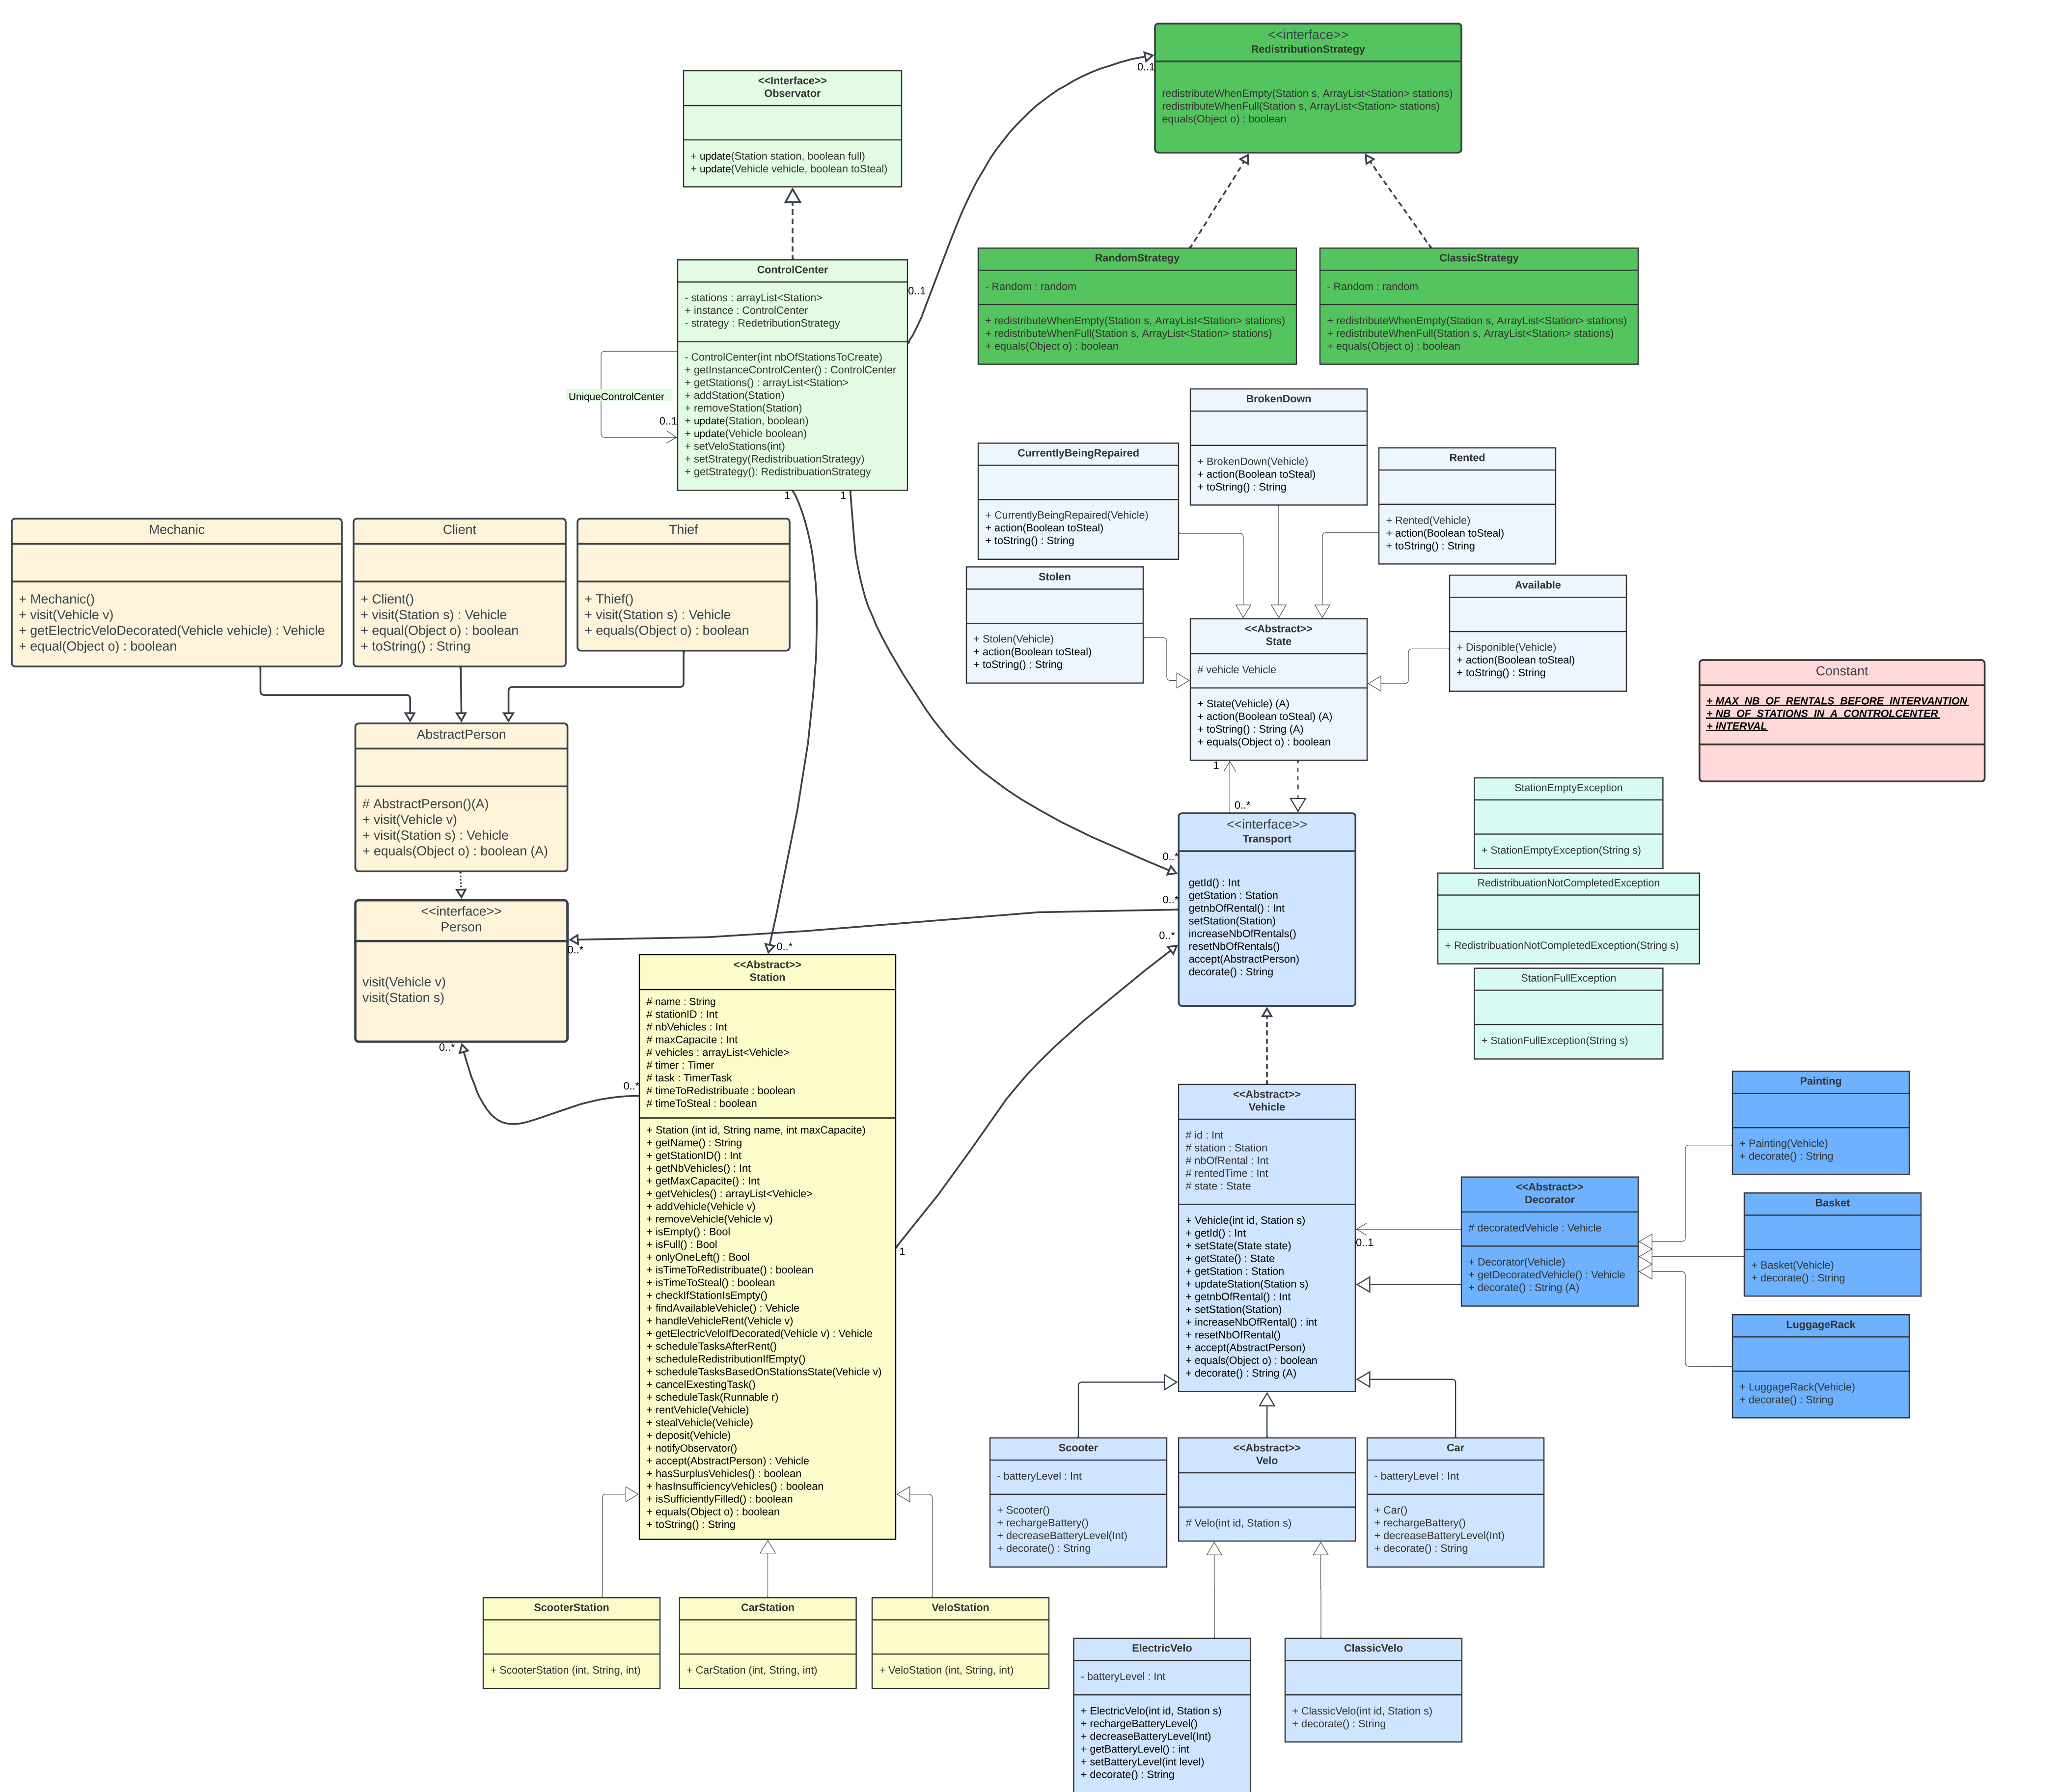 <<interface>>
RedistributionStrategy
redistributeWhenEmpty(Station s, ArrayList<Station> stations)
redistributeWhenFull(Station s, ArrayList<Station> stations)
equals(Object o) : boolean
0..1
<<Interface>>
Observator
+ update(Station station, boolean full)
+ update(Vehicle vehicle, boolean toSteal)
RandomStrategy
- Random : random
+ redistributeWhenEmpty(Station s, ArrayList<Station> stations)
+ redistributeWhenFull(Station s, ArrayList<Station> stations)
+ equals(Object o) : boolean
ClassicStrategy
- Random : random
+ redistributeWhenEmpty(Station s, ArrayList<Station> stations)
+ redistributeWhenFull(Station s, ArrayList<Station> stations)
+ equals(Object o) : boolean
ControlCenter
- stations : arrayList<Station>
+ instance : ControlCenter
- strategy : RedetributionStrategy
- ControlCenter(int nbOfStationsToCreate)
+ getInstanceControlCenter() : ControlCenter
+ getStations() : arrayList<Station>
+ addStation(Station)
+ removeStation(Station)
+ update(Station, boolean)
+ update(Vehicle boolean)
+ setVeloStations(int)
+ setStrategy(RedistribuationStrategy)
+ getStrategy(): RedistribuationStrategy
0..1
UniqueControlCenter
0..1
1
1
BrokenDown
+ BrokenDown(Vehicle)
+ action(Boolean toSteal)
+ toString() : String
CurrentlyBeingRepaired
+ CurrentlyBeingRepaired(Vehicle)
+ action(Boolean toSteal)
+ toString() : String
Rented
+ Rented(Vehicle)
+ action(Boolean toSteal)
+ toString() : String
Stolen
+ Stolen(Vehicle)
+ action(Boolean toSteal)
+ toString() : String
Available
+ Disponible(Vehicle)
+ action(Boolean toSteal)
+ toString() : String
<<Abstract>>
State
# vehicle Vehicle
+ State(Vehicle) (A)
+ action(Boolean toSteal) (A)
+ toString() : String (A)
+ equals(Object o) : boolean
1
0..*
Mechanic
+ Mechanic()
+ visit(Vehicle v)
+ getElectricVeloDecorated(Vehicle vehicle) : Vehicle
+ equal(Object o) : boolean
Client
+ Client()
+ visit(Station s) : Vehicle
+ equal(Object o) : boolean
+ toString() : String
Thief
+ Thief()
+ visit(Station s) : Vehicle
+ equals(Object o) : boolean
AbstractPerson
# AbstractPerson()(A)
+ visit(Vehicle v)
+ visit(Station s) : Vehicle
+ equals(Object o) : boolean (A)
<<interface>>
Person
visit(Vehicle v)
visit(Station s)
0..*
0..*
Constant
+ MAX_NB_OF_RENTALS_BEFORE_INTERVANTION
+ NB_OF_STATIONS_IN_A_CONTROLCENTER
+ INTERVAL
StationEmptyException
+ StationEmptyException(String s)
RedistribuationNotCompletedException
+ RedistribuationNotCompletedException(String s)
StationFullException
+ StationFullException(String s)
<<interface>>
Transport
getId() : Int
getStation : Station
getnbOfRental() : Int
setStation(Station)
increaseNbOfRentals()
resetNbOfRentals()
accept(AbstractPerson)
decorate() : String
0..*
0..*
0..*
0..*
<<Abstract>>
Station
# name : String
# stationID : Int
# nbVehicles : Int
# maxCapacite : Int
# vehicles : arrayList<Vehicle>
# timer : Timer
# task : TimerTask
# timeToRedistribuate : boolean
# timeToSteal : boolean
+ Station (int id, String name, int maxCapacite)
+ getName() : String
+ getStationID() : Int
+ getNbVehicles() : Int
+ getMaxCapacite() : Int
+ getVehicles() : arrayList<Vehicle>
+ addVehicle(Vehicle v)
+ removeVehicle(Vehicle v)
+ isEmpty() : Bool
+ isFull() : Bool
+ onlyOneLeft() : Bool
+ isTimeToRedistribuate() : boolean
+ isTimeToSteal() : boolean
+ checkIfStationIsEmpty()
+ findAvailableVehicle() : Vehicle
+ handleVehicleRent(Vehicle v)
+ getElectricVeloIfDecorated(Vehicle v) : Vehicle
+ scheduleTasksAfterRent()
+ scheduleRedistributionIfEmpty()
+ scheduleTasksBasedOnStationsState(Vehicle v)
+ cancelExestingTask()
+ scheduleTask(Runnable r)
+ rentVehicle(Vehicle)
+ stealVehicle(Vehicle)
+ deposit(Vehicle)
+ notifyObservator()
+ accept(AbstractPerson) : Vehicle
+ hasSurplusVehicles() : boolean
+ hasInsufficiencyVehicles() : boolean
+ isSufficientlyFilled() : boolean
+ equals(Object o) : boolean
+ toString() : String
0..*
1
<<Abstract>>
Vehicle
# id : Int
# station : Station
# nbOfRental : Int
# rentedTime : Int
# state : State
+ Vehicle(int id, Station s)
+ getId() : Int
+ setState(State state)
+ getState() : State
+ getStation : Station
+ updateStation(Station s)
+ getnbOfRental() : Int
+ setStation(Station)
+ increaseNbOfRental() : int
+ resetNbOfRental()
+ accept(AbstractPerson)
+ equals(Object o) : boolean
+ decorate() : String (A)
0..1
<<Abstract>>
Decorator
# decoratedVehicle : Vehicle
+ Decorator(Vehicle)
+ getDecoratedVehicle() : Vehicle
+ decorate() : String (A)
Painting
+ Painting(Vehicle)
+ decorate() : String
Basket
+ Basket(Vehicle)
+ decorate() : String
LuggageRack
+ LuggageRack(Vehicle)
+ decorate() : String
Scooter
- batteryLevel : Int
+ Scooter()
+ rechargeBattery()
+ decreaseBatteryLevel(Int)
+ decorate() : String
<<Abstract>>
Velo
# Velo(int id, Station s)
Car
- batteryLevel : Int
+ Car()
+ rechargeBattery()
+ decreaseBatteryLevel(Int)
+ decorate() : String
ScooterStation
+ ScooterStation (int, String, int)
CarStation
+ CarStation (int, String, int)
VeloStation
+ VeloStation (int, String, int)
ElectricVelo
- batteryLevel : Int
+ ElectricVelo(int id, Station s)
+ rechargeBatteryLevel()
+ decreaseBatteryLevel(Int)
+ getBatteryLevel() : int
+ setBatteryLevel(int level)
+ decorate() : String
ClassicVelo
+ ClassicVelo(int id, Station s)
+ decorate() : String